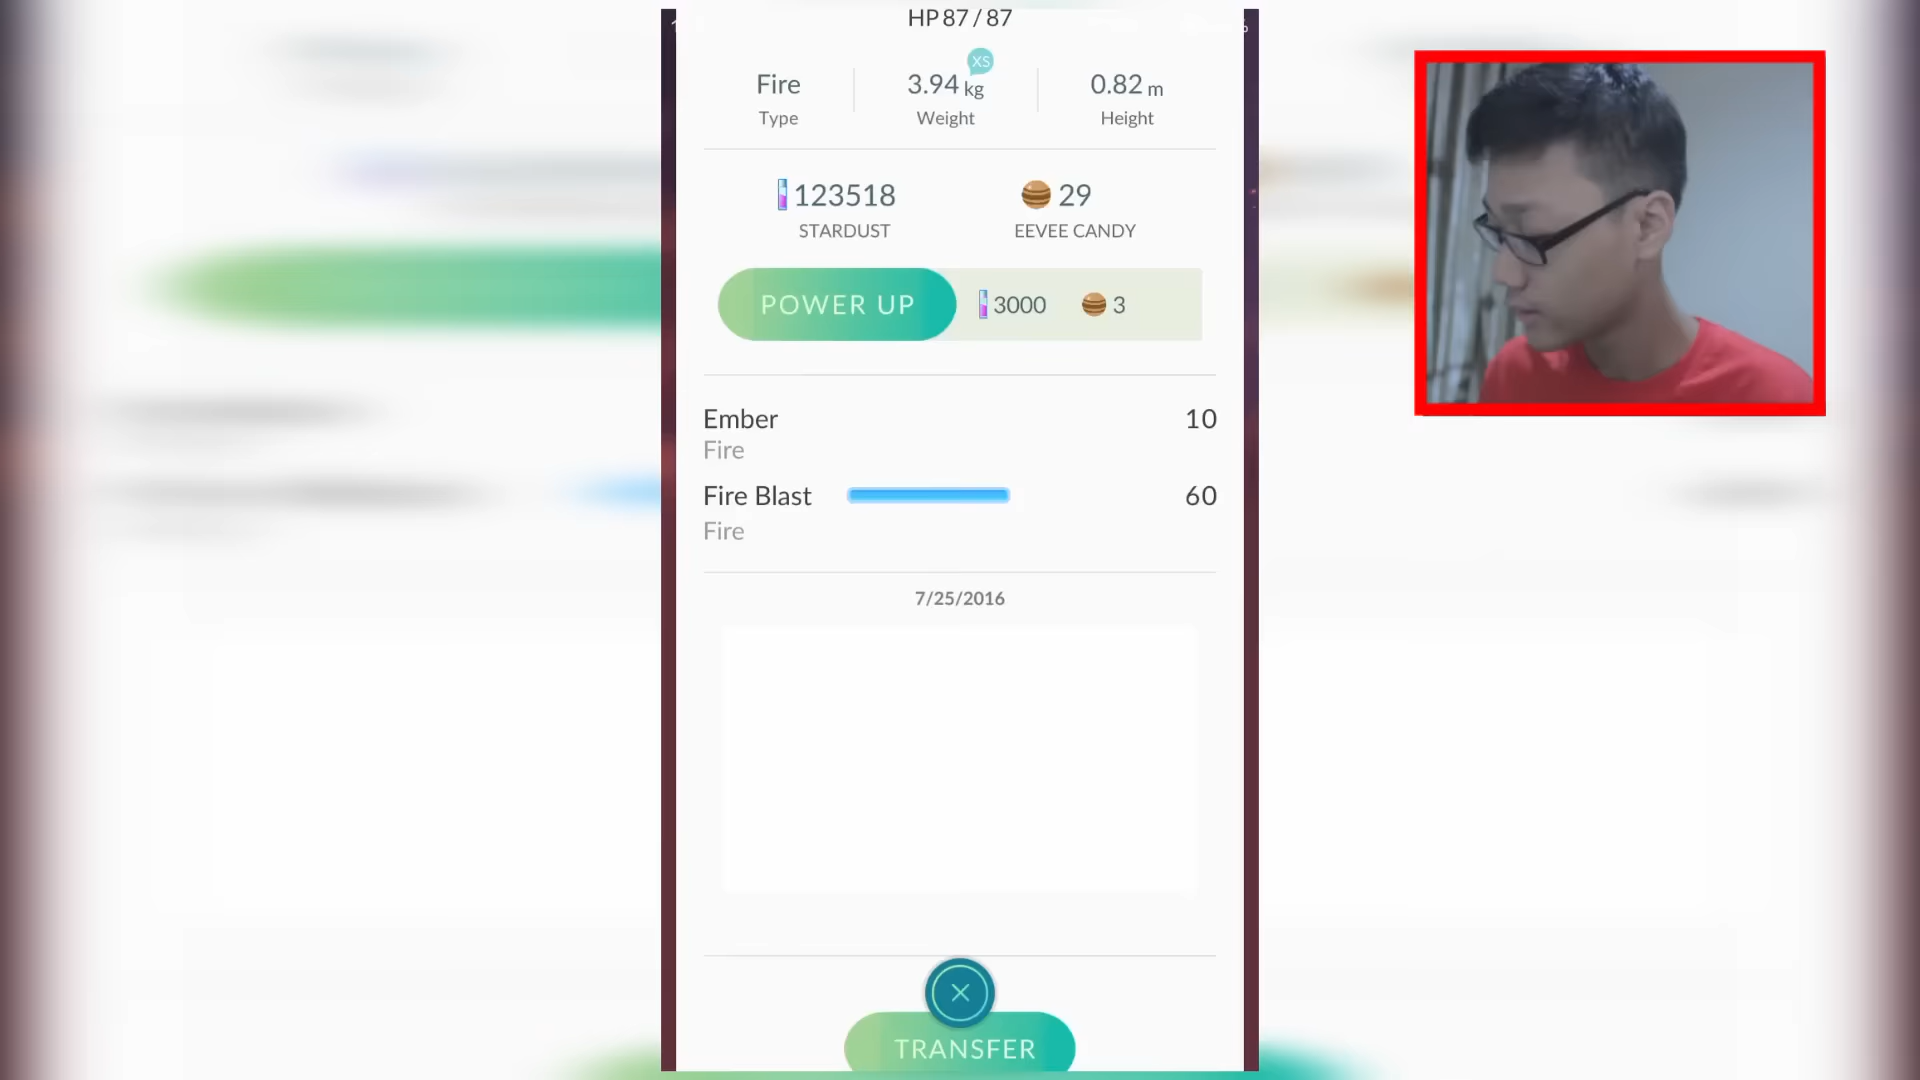 HP 87 / 87
XS
Fire
3.94 kg
0.82 m
Type
Weight
Height
123518
29
STARDUST
EEVEE CANDY
POWER UP
3000
3
Ember
10
Fire
Fire Blast
60
Fire
7/25/2016
TRANSFER